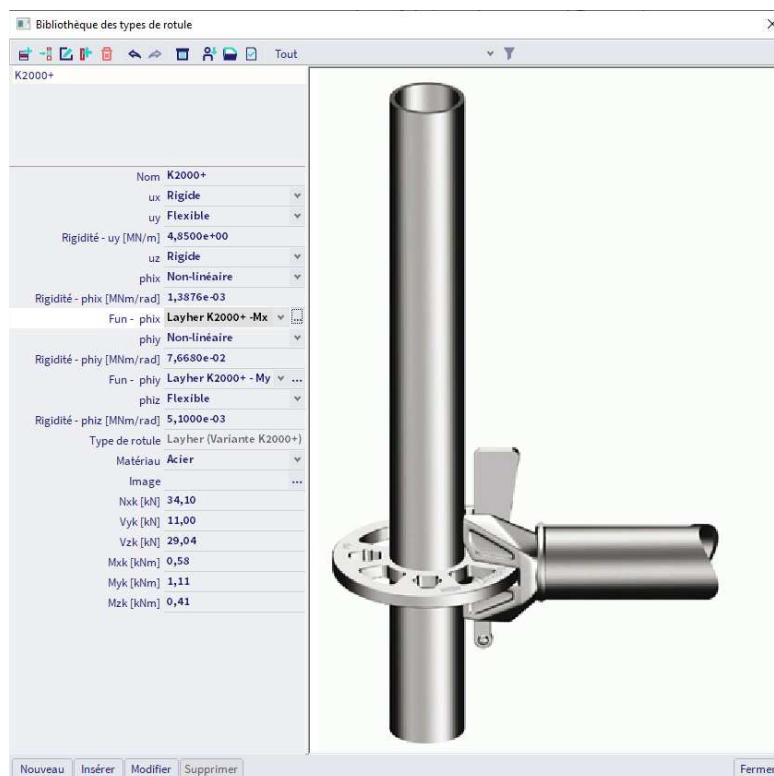 Bibliothèque des types de rotule
Tout
K2000+
Nom K2000+
ux Rigide
uy Flexible
Rigidité - uy [MN/m] 4,8500e+00
uz Rigide
phix Non-linéaire
Rigidité - phix [MNm/rad] 1,3876e-03
Fun - phix Layher K2000+ -Mx ...
phiy Non-linéaire
Rigidité - phiy [MNm/rad] 7,6680e-02
Fun - phiy Layher K2000+ - My ...
phiz Flexible
Rigidité - phiz [MNm/rad] 5,1000e-03
Type de rotule Layher (Variante K2000+)
Matériau Acier
Image ...
Nxk [kN] 34,10
Vyk [kN] 11,00
Vzk [kN] 29,04
Mxk [kNm] 0,58
Myk [kNm] 1,11
Mzk [kNm] 0,41
Nouveau Insérer Modifier Supprimer Fermer